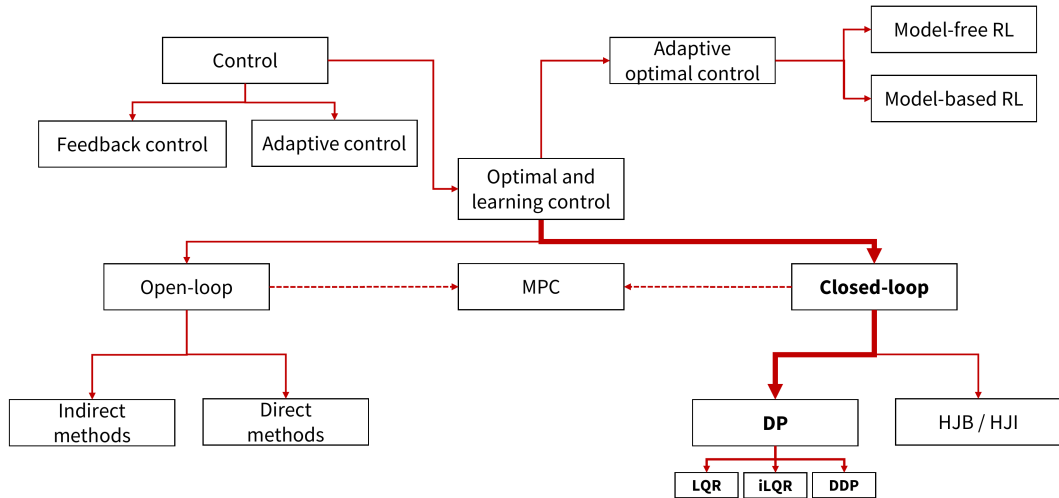 Control
Adaptive
optimal control
Model-free RL
Model-based RL
Feedback control
Adaptive control
Optimal and
learning control
Open-loop
MPC
Closed-loop
Indirect
methods
Direct
methods
DP
HJB / HJI
LQR
iLQR
DDP